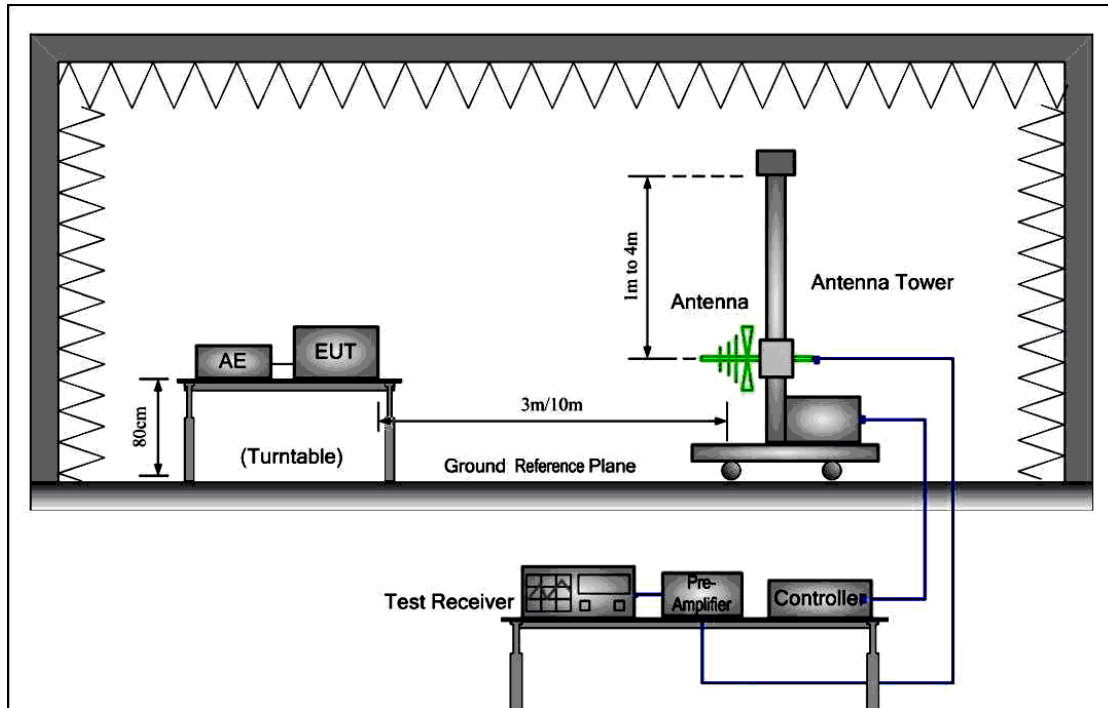 1m to 4m
Antenna
Antenna Tower
AE
EUT
80cm
3m/10m
(Turntable)
Ground Reference Plane
Test Receiver
Pre-
Amplifier
Controller